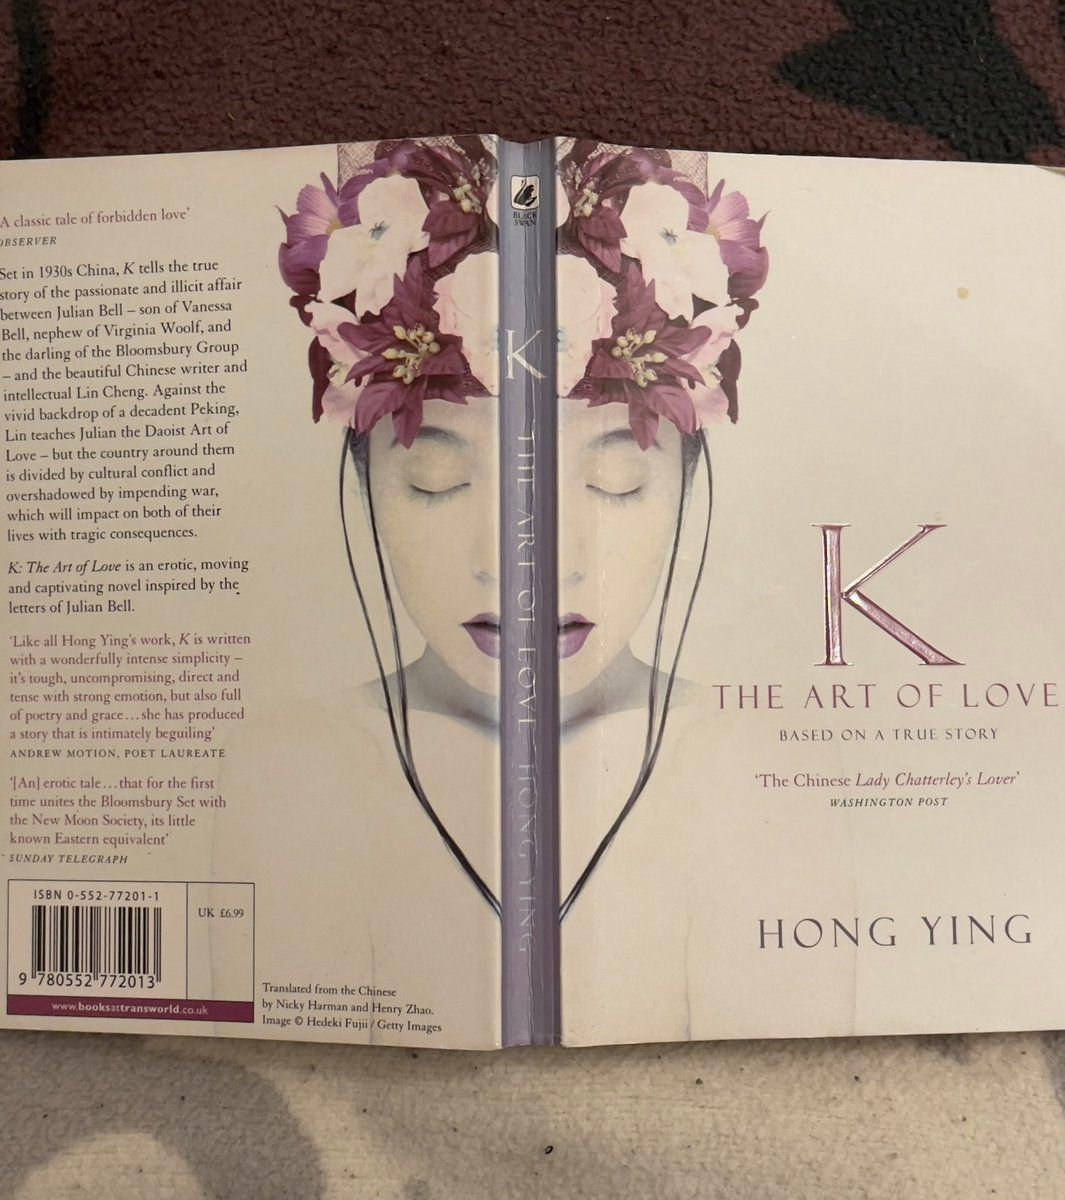 'A classic tale of forbidden love'
OBSERVER
Set in 1930s China, K tells the true
story of the passionate and illicit affair
between Julian Bell – son of Vanessa
Bell, nephew of Virginia Woolf, and
the darling of the Bloomsbury Group
– and the beautiful Chinese writer and
intellectual Lin Cheng. Against the
vivid backdrop of a decadent Peking,
Lin teaches Julian the Daoist Art of
Love – but the country around them
is divided by cultural conflict and
overshadowed by impending war,
which will impact on both of their
lives with tragic consequences.
K: The Art of Love is an erotic, moving
and captivating novel inspired by the
letters of Julian Bell.
'Like all Hong Ying's work, K is written
with a wonderfully intense simplicity –
it's tough, uncompromising, direct and
tense with strong emotion, but also full
of poetry and grace...she has produced
a story that is intimately beguiling'
ANDREW MOTION, POET LAUREATE
'[An] erotic tale...that for the first
time unites the Bloomsbury Set with
the New Moon Society, its little
known Eastern equivalent'
SUNDAY TELEGRAPH
ISBN 0-552-77201-1
UK £6.99
9 780552 772013
www.booksattransworld.co.uk
Translated from the Chinese
by Nicky Harman and Henry Zhao.
Image © Hedeki Fujii / Getty Images
BLACK
SWAN
K THE ART OF LOVE HONG YING
K
THE ART OF LOVE
BASED ON A TRUE STORY
'The Chinese Lady Chatterley's Lover'
WASHINGTON POST
HONG YING